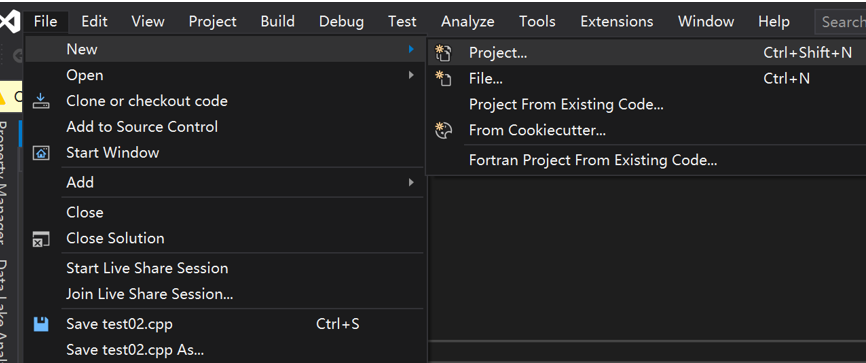 File Edit View Project Build Debug Test Analyze Tools Extensions Window Help Search
New
Project... Ctrl+Shift+N
Open
File... Ctrl+N
Clone or checkout code
Project From Existing Code...
Add to Source Control
From Cookiecutter...
Start Window
Fortran Project From Existing Code...
Add
Close
Close Solution
Start Live Share Session
Join Live Share Session...
Save test02.cpp Ctrl+S
Save test02.cpp As...
Property Manager
Data Lake